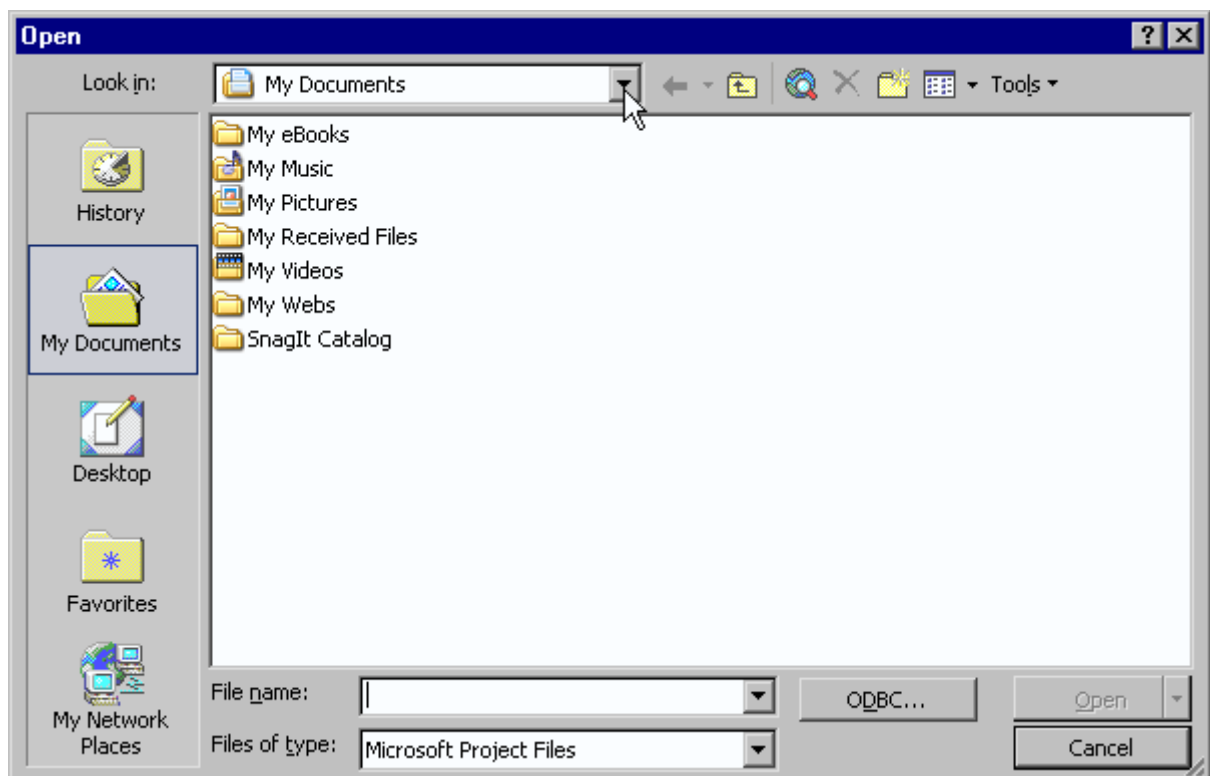 Open
Look in:
My Documents
Tools
My eBooks
My Music
My Pictures
My Received Files
My Videos
My Webs
SnagIt Catalog
History
My Documents
Desktop
Favorites
My Network
Places
File name:
ODBC...
Open
Files of type:
Microsoft Project Files
Cancel